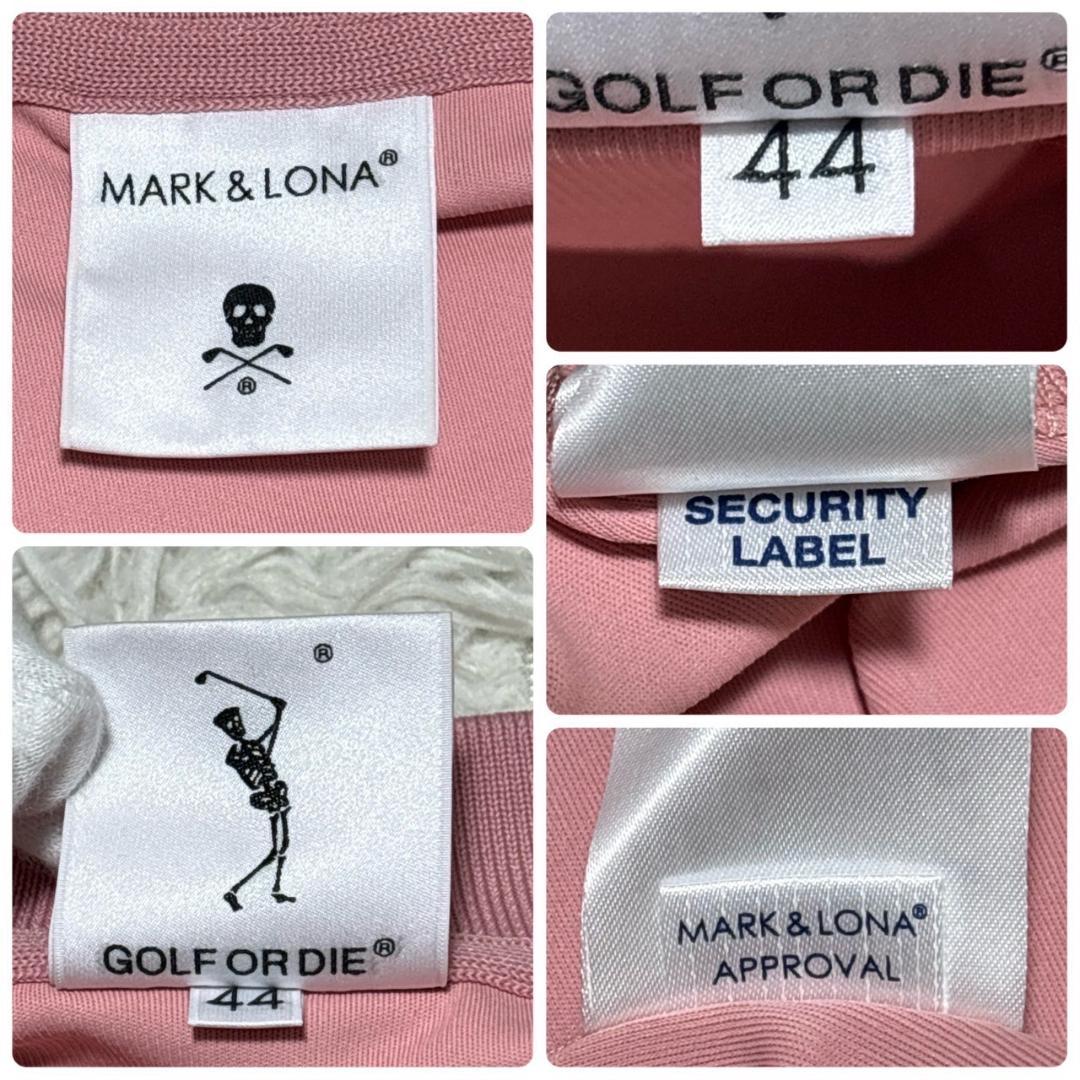 MARK & LONA®
®
GOLF OR DIE®
44
SECURITY
LABEL
®
GOLF OR DIE®
44
MARK & LONA®
APPROVAL